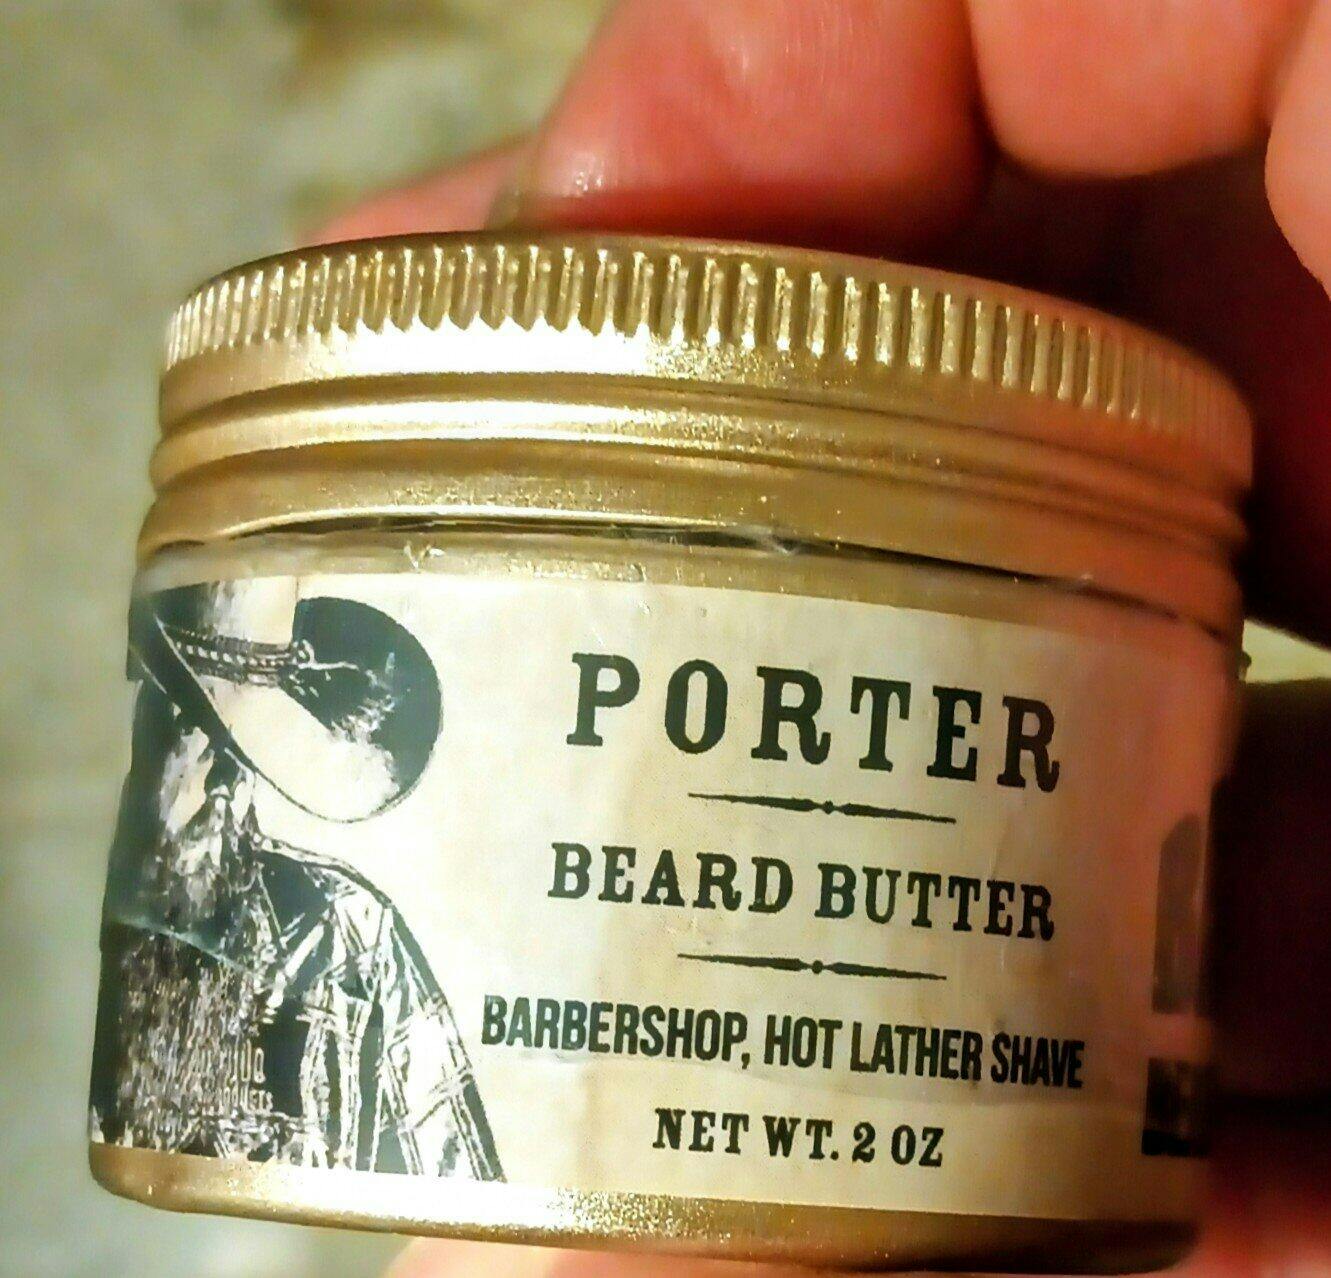 PORTER
BEARD BUTTER
BARBERSHOP, HOT LATHER SHAVE
NET WT. 2 OZ